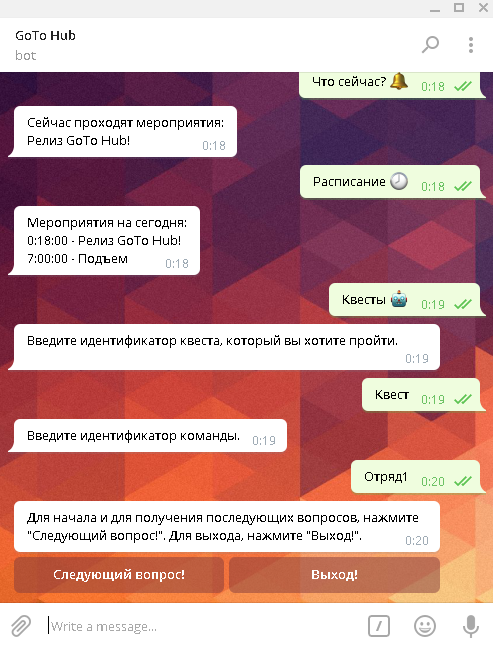 GoTo Hub
bot
Что сейчас? 🔔 0:18
Сейчас проходят мероприятия:
Релиз GoTo Hub!
0:18
Расписание 🕗 0:18
Мероприятия на сегодня:
0:18:00 - Релиз GoTo Hub!
7:00:00 - Подъем
0:18
Квесты 🤖 0:19
Введите идентификатор квеста, который вы хотите пройти.
0:19
Квест 0:19
Введите идентификатор команды. 0:19
Отряд1 0:20
Для начала и для получения последующих вопросов, нажмите
"Следующий вопрос!". Для выхода, нажмите "Выход!".
0:20
Следующий вопрос! Выход!
Write a message...